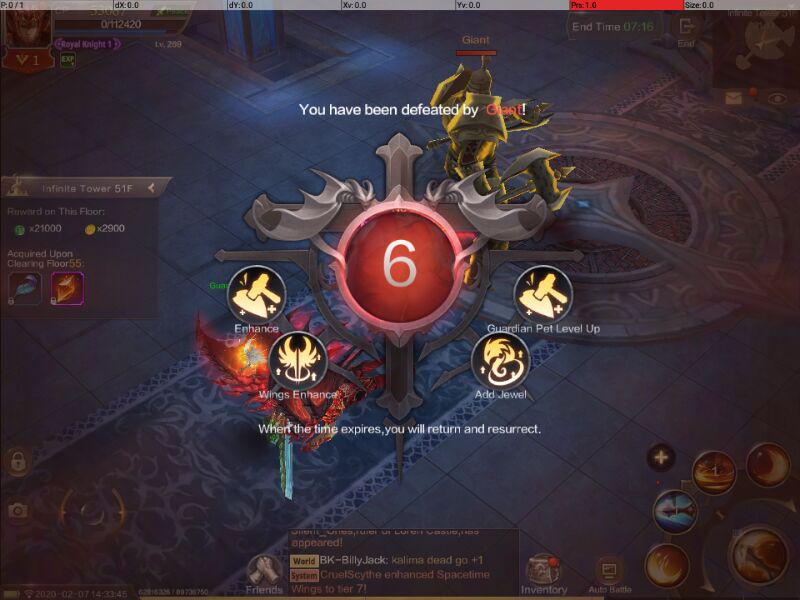 P: 0 / 1
dX: 0.0
dY: 0.0
Xv: 0.0
Yv: 0.0
Prs: 1.0
Size: 0.0
0/112420
Royal Knight 1
Lv. 269
V 1
EXP
End Time 07:16
End
Infinite Tower 51F
Giant
You have been defeated by Giant!
Infinite Tower 51F
Reward on This Floor:
x21000
x2900
Acquired Upon
Clearing Floor55:
6
Enhance
Guardian Pet Level Up
Wings Enhance
Add Jewel
When the time expires,you will return and resurrect.
appeared!
World BK-BillyJack: kalima dead go +1
System CruelScythe enhanced Spacetime
Wings to tier 7!
Friends
Inventory
Auto Battle
2020-02-07 14:33:45